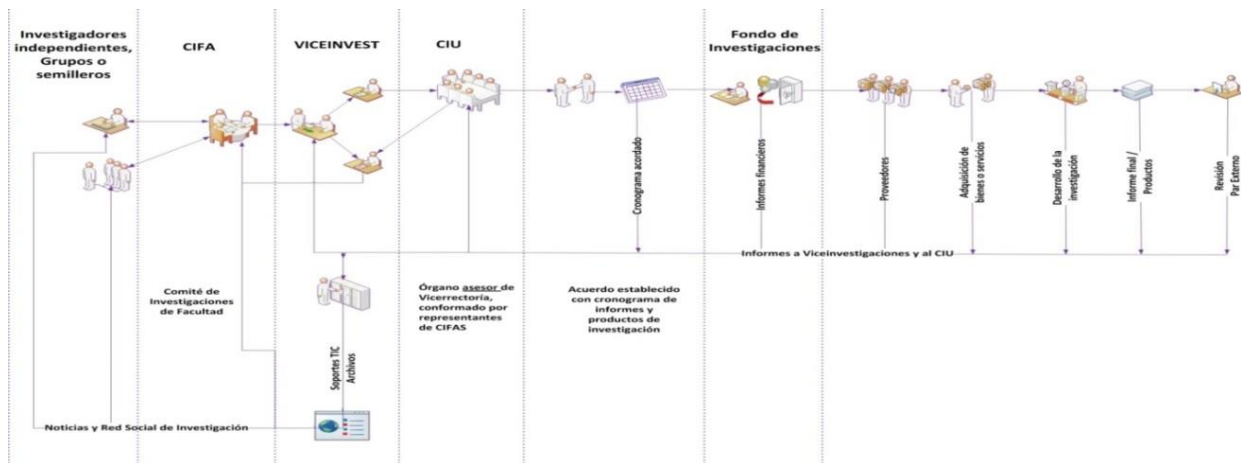 Investigadores
independientes,
Grupos o
semilleros
CIFA
VICEINVEST
CIU
Fondo de
Investigaciones
Cronograma acordado
Informes financieros
Proveedores
Adquisición de
bienes o servicios
Desarrollo de la
investigación
Informe final /
Productos
Revisión
Par Externo
Informes a Viceinvestigaciones y al CIU
Comité de
Investigaciones
de Facultad
Órgano asesor de
Vicerrectoría,
conformado por
representantes
de CIFAS
Acuerdo establecido
con cronograma de
informes y
productos de
investigación
Soportes TIC
Archivos
Noticias y Red Social de Investigación